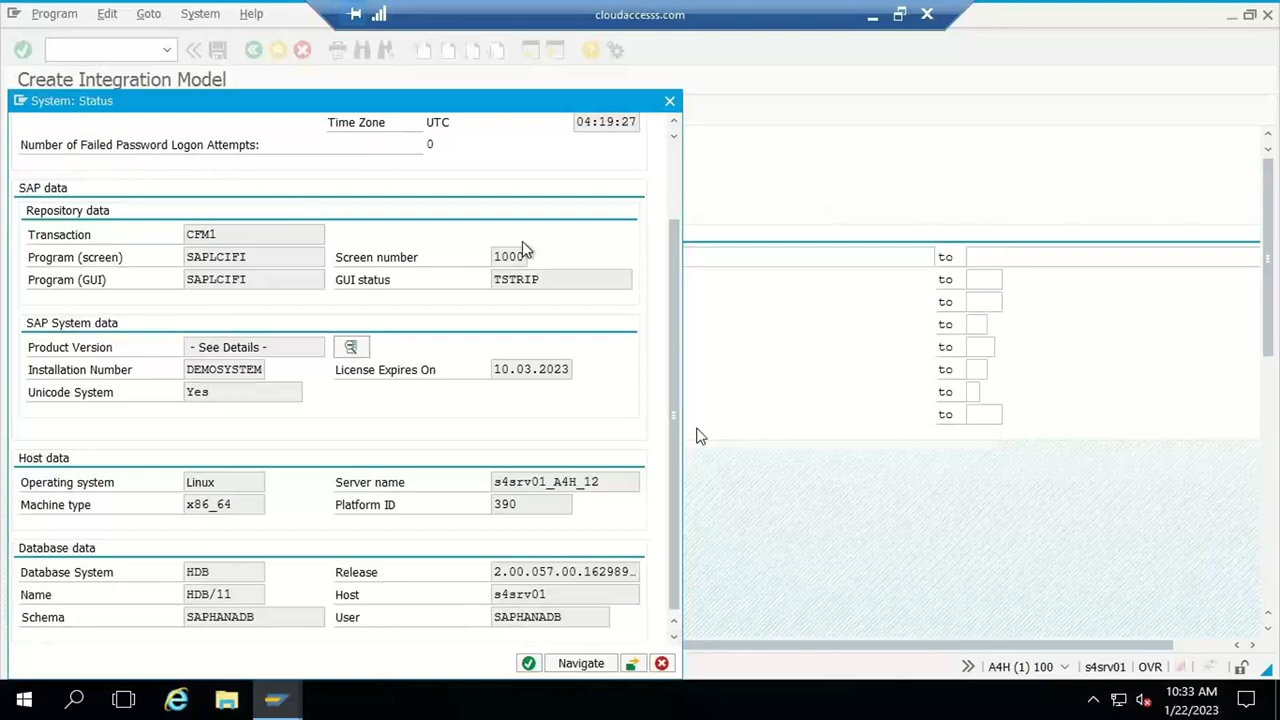 Program Edit Goto System Help
cloudaccesss.com
Create Integration Model
System: Status
Time Zone UTC 04:19:27
Number of Failed Password Logon Attempts: 0
SAP data
Repository data
Transaction CFM1
Program (screen) SAPLCIFI Screen number 1000 to
Program (GUI) SAPLCIFI GUI status TSTRIP to
to
SAP System data to
Product Version - See Details - to
Installation Number DEMOSYSTEM License Expires On 10.03.2023 to
Unicode System Yes to
to
Host data
Operating system Linux Server name s4srv01_A4H_12
Machine type x86_64 Platform ID 390
Database data
Database System HDB Release 2.00.057.00.162989..
Name HDB/11 Host s4srv01
Schema SAPHANADB User SAPHANADB
Navigate
A4H (1) 100 s4srv01 OVR
10:33 AM
1/22/2023